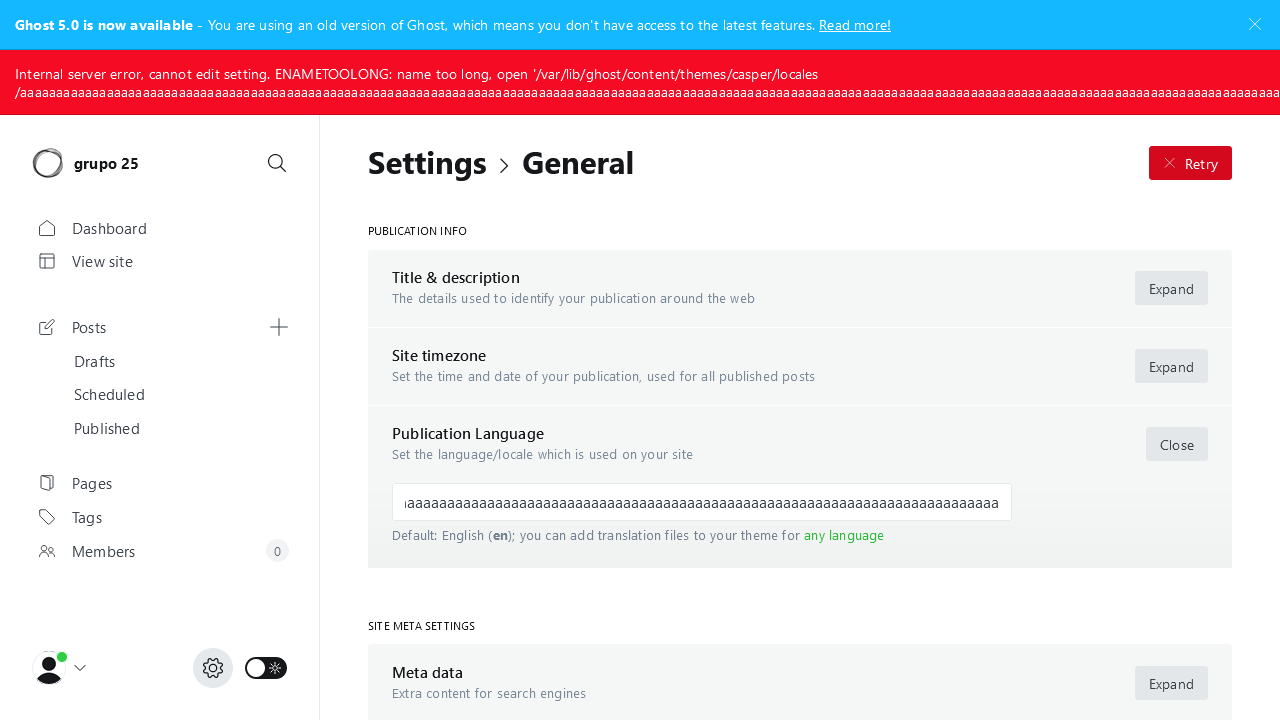 Ghost 5.0 is now available - You are using an old version of Ghost, which means you don't have access to the latest features. Read more!
Internal server error, cannot edit setting. ENAMETOOLONG: name too long, open '/var/lib/ghost/content/themes/casper/locales
grupo 25
Dashboard
View site
Posts
Drafts
Scheduled
Published
Pages
Tags
Members
0
Settings > General
Retry
PUBLICATION INFO
Title & description
The details used to identify your publication around the web
Expand
Site timezone
Set the time and date of your publication, used for all published posts
Expand
Publication Language
Set the language/locale which is used on your site
Close
Default: English (en); you can add translation files to your theme for any language
SITE META SETTINGS
Meta data
Extra content for search engines
Expand